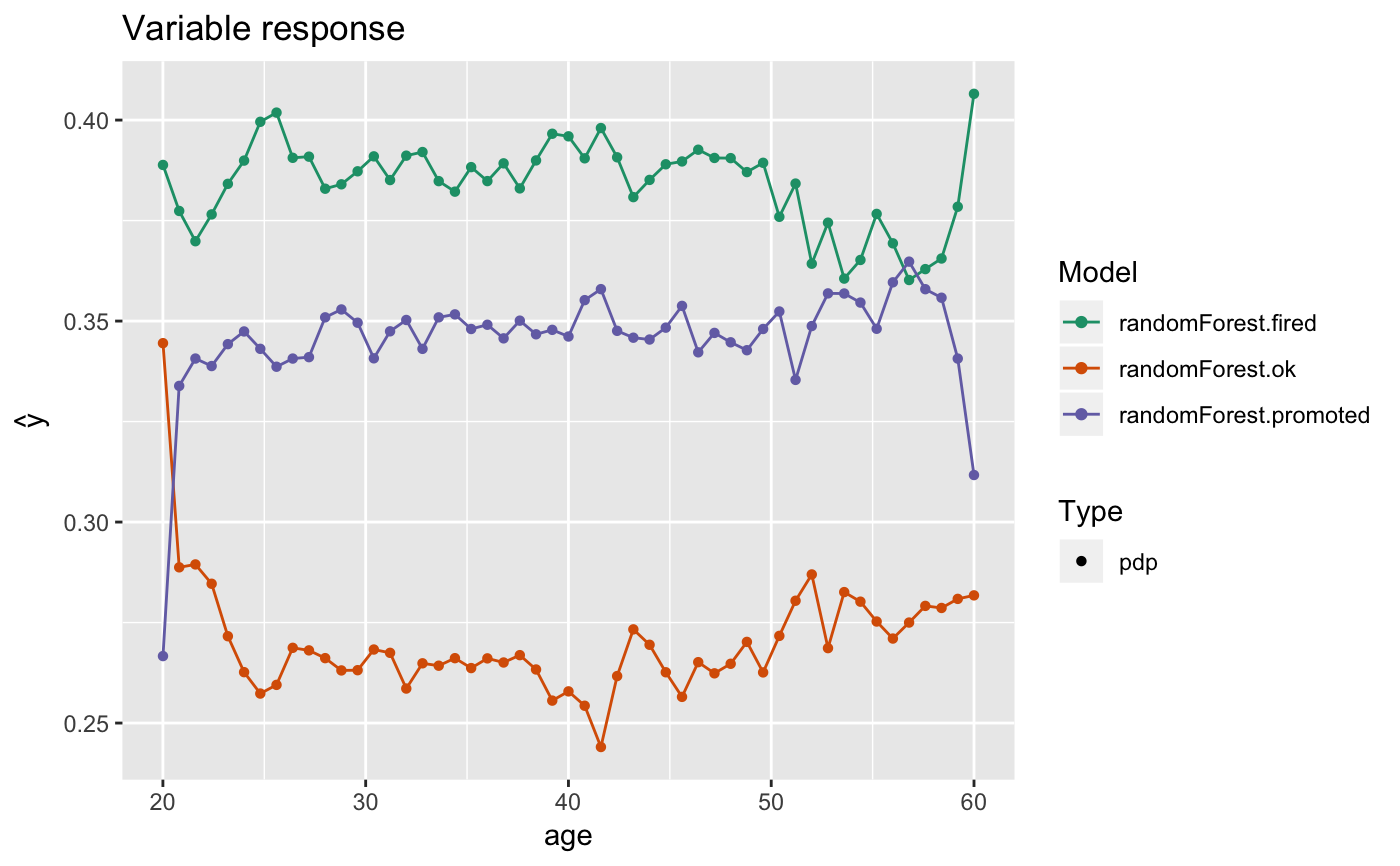 Variable response
0.40
0.35
0.30
0.25
ŷ
20 30 40 50 60
age
Model
randomForest.fired
randomForest.ok
randomForest.promoted
Type
pdp